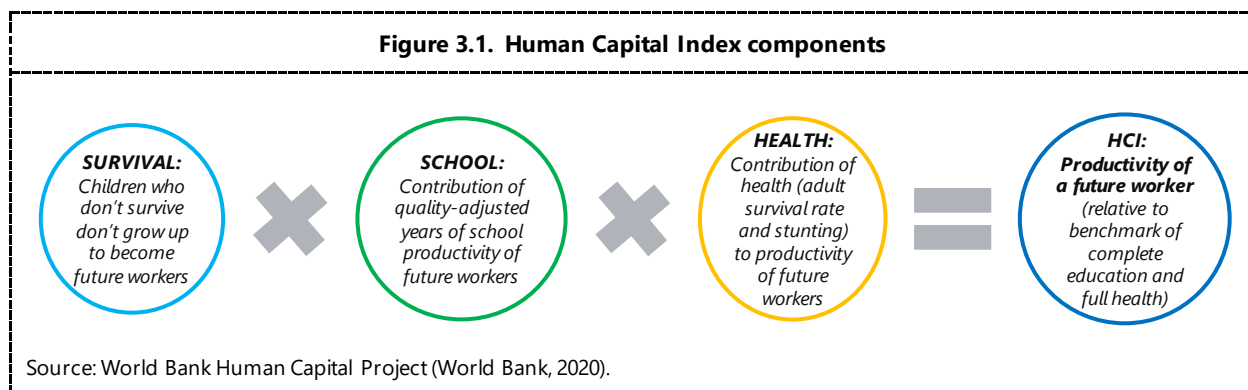 Figure 3.1. Human Capital Index components
SURVIVAL:
Children who
don't survive
don't grow up
to become
future workers
SCHOOL:
Contribution of
quality-adjusted
years of school
productivity of
future workers
HEALTH:
Contribution of
health (adult
survival rate
and stunting)
to productivity
of future
workers
HCI:
Productivity of
a future worker
(relative to
benchmark of
complete
education and
full health)
Source: World Bank Human Capital Project (World Bank, 2020).